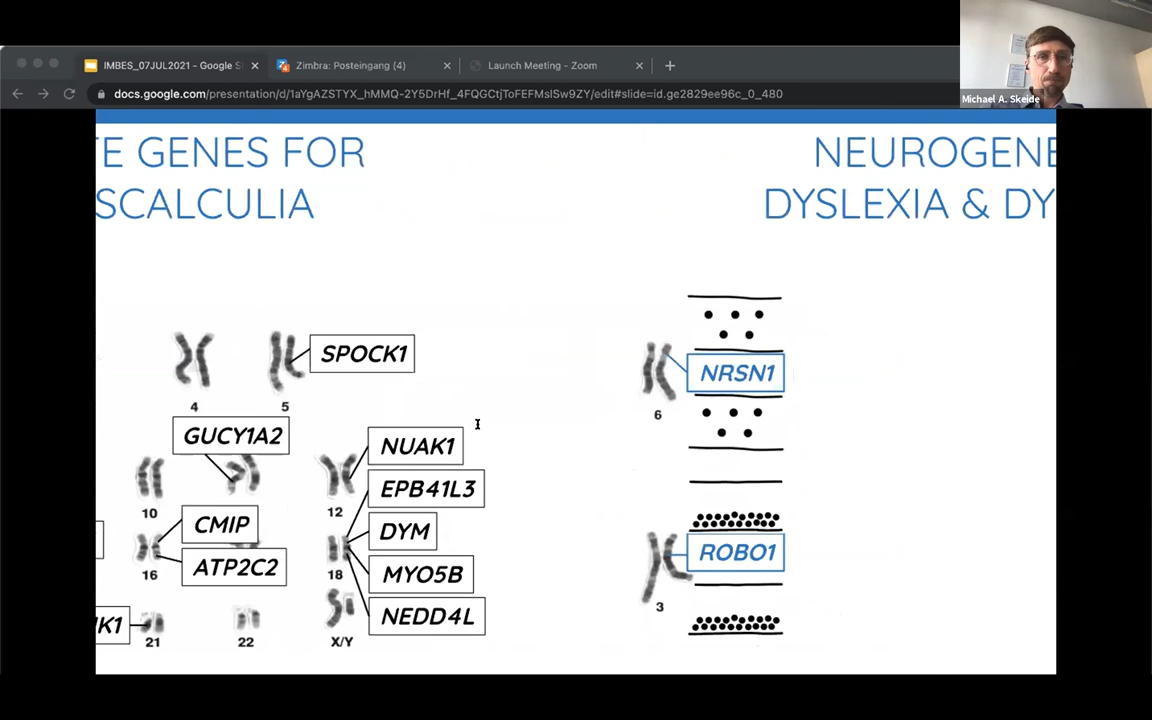 IMBES_07JUL2021 - Google S
Zimbra: Posteingang (4)
Launch Meeting - Zoom
docs.google.com/presentation/d/1aYgAZSTYX_hMMQ-2Y5DrHf_4FQGCtjToFEFMslSw9ZY/edit#slide=id.ge2829ee96c_0_480
Michael A. Skeide
TE GENES FOR
SCALCULIA
SPOCK1
4
5
GUCY1A2
NUAK1
EPB41L3
10
12
CMIP
DYM
ATP2C2
MYO5B
16
18
NEDD4L
K1
21
22
X/Y
NEUROGENE
DYSLEXIA & DY
NRSN1
6
ROBO1
3